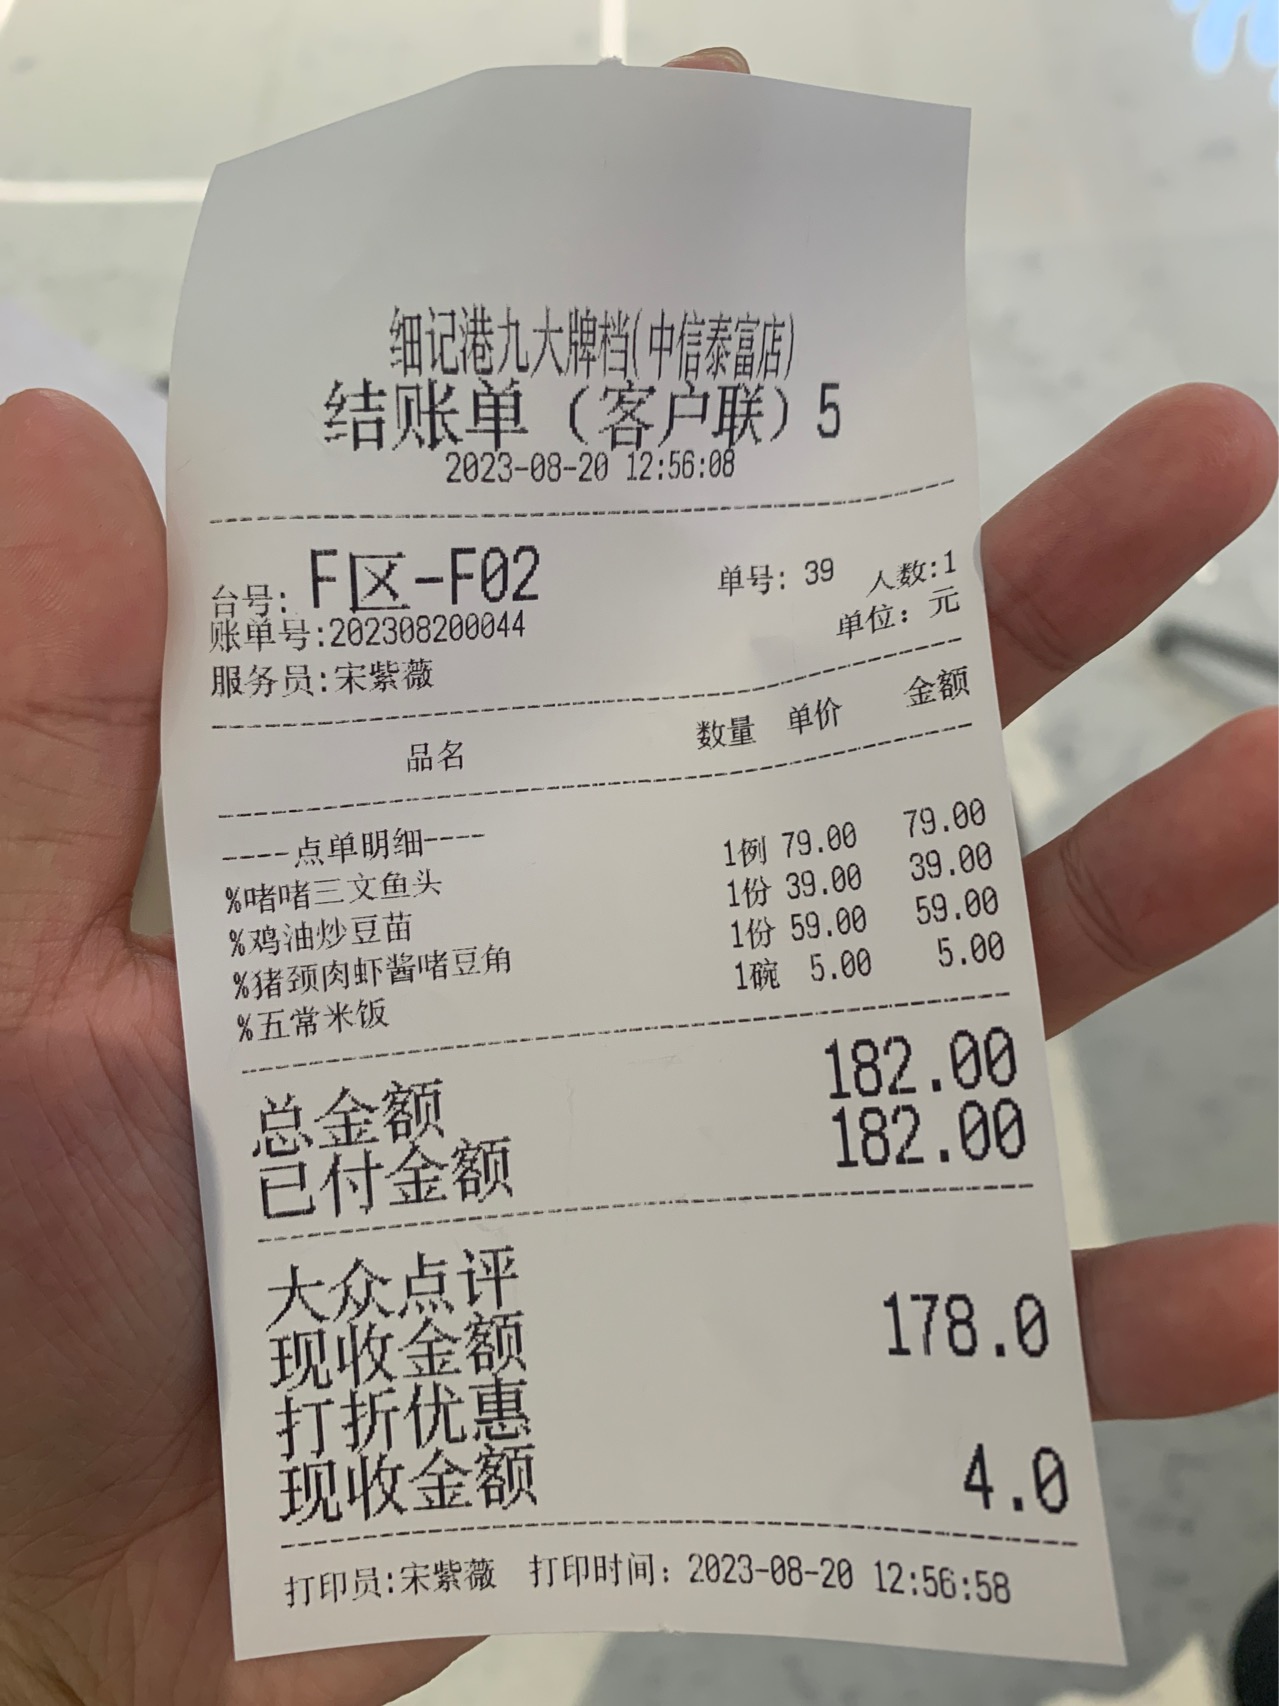 细记港九大牌档(中信泰富店)
结账单（客户联）5
2023-08-20 12:56:08
台号: F区-F02 单号: 39 人数:1
账单号:202308200044 单位: 元
服务员:宋紫薇
品名 数量 单价 金额
----点单明细----
%啫啫三文鱼头 1例 79.00 79.00
%鸡油炒豆苗 1份 39.00 39.00
%猪颈肉虾酱啫豆角 1份 59.00 59.00
%五常米饭 1碗 5.00 5.00
总金额 182.00
已付金额 182.00
大众点评
现收金额 178.0
打折优惠
现收金额 4.0
打印员:宋紫薇 打印时间: 2023-08-20 12:56:58